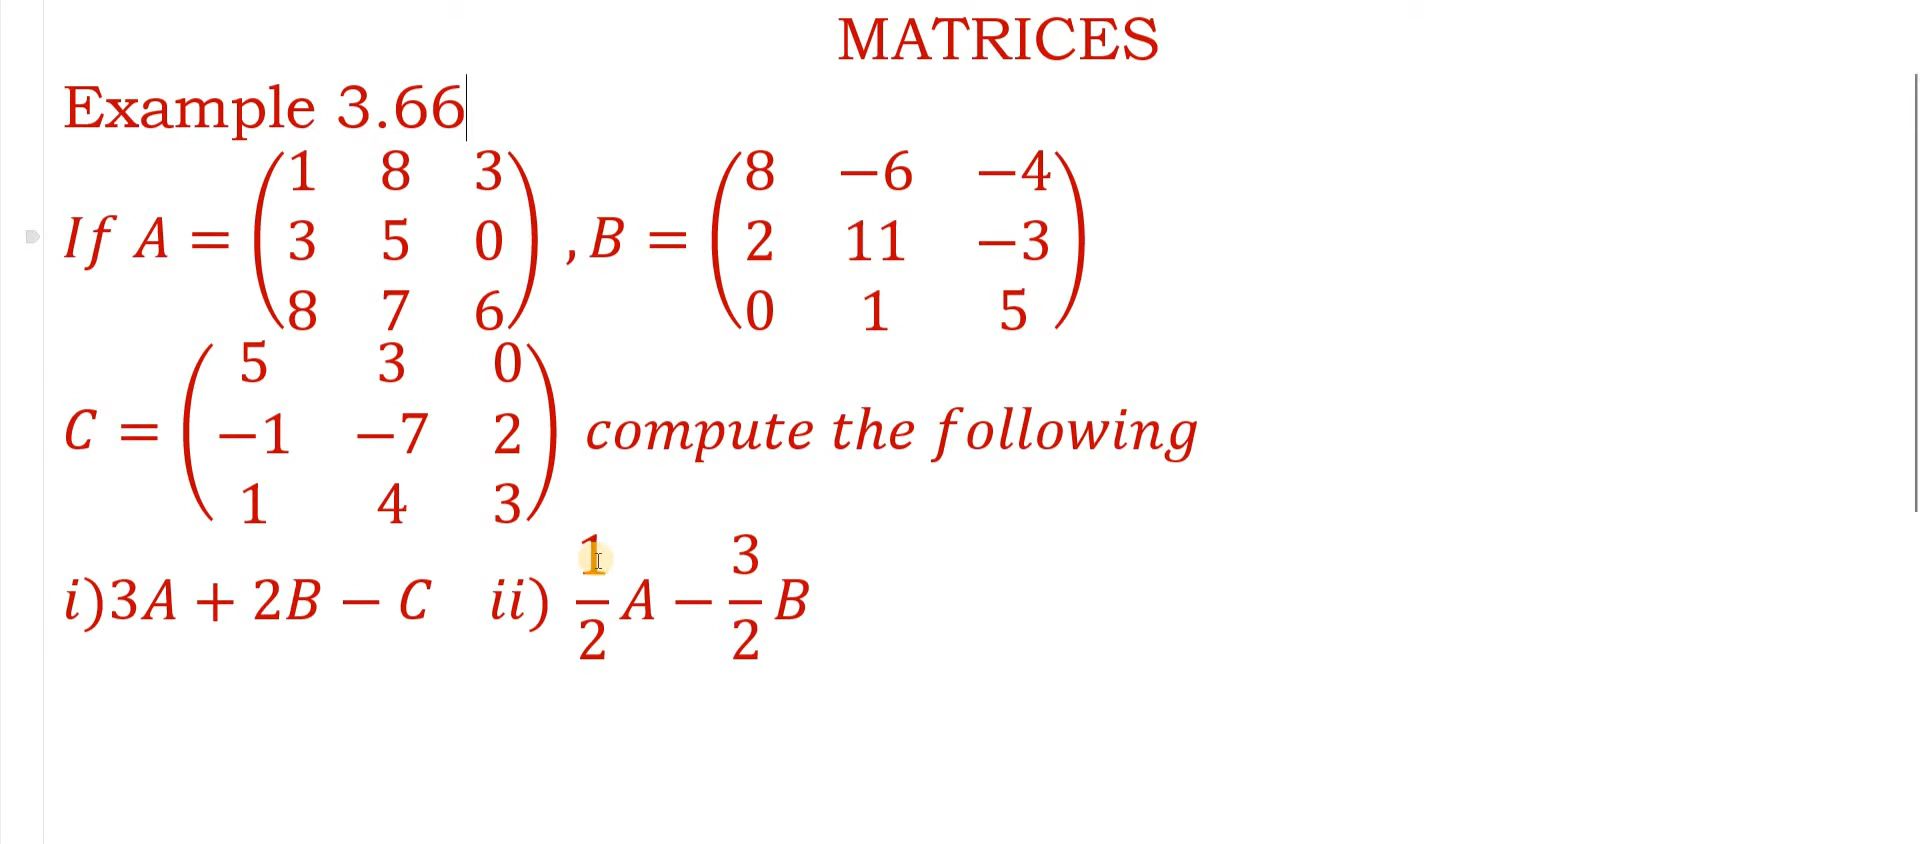 MATRICES
Example 3.66
If A = (1 8 3
3 5 0
8 7 6) , B = (8 −6 −4
2 11 −3
0 1 5)
C = (5 3 0
−1 −7 2
1 4 3) compute the following
i)3A + 2B − C ii) 1/2 A − 3/2 B